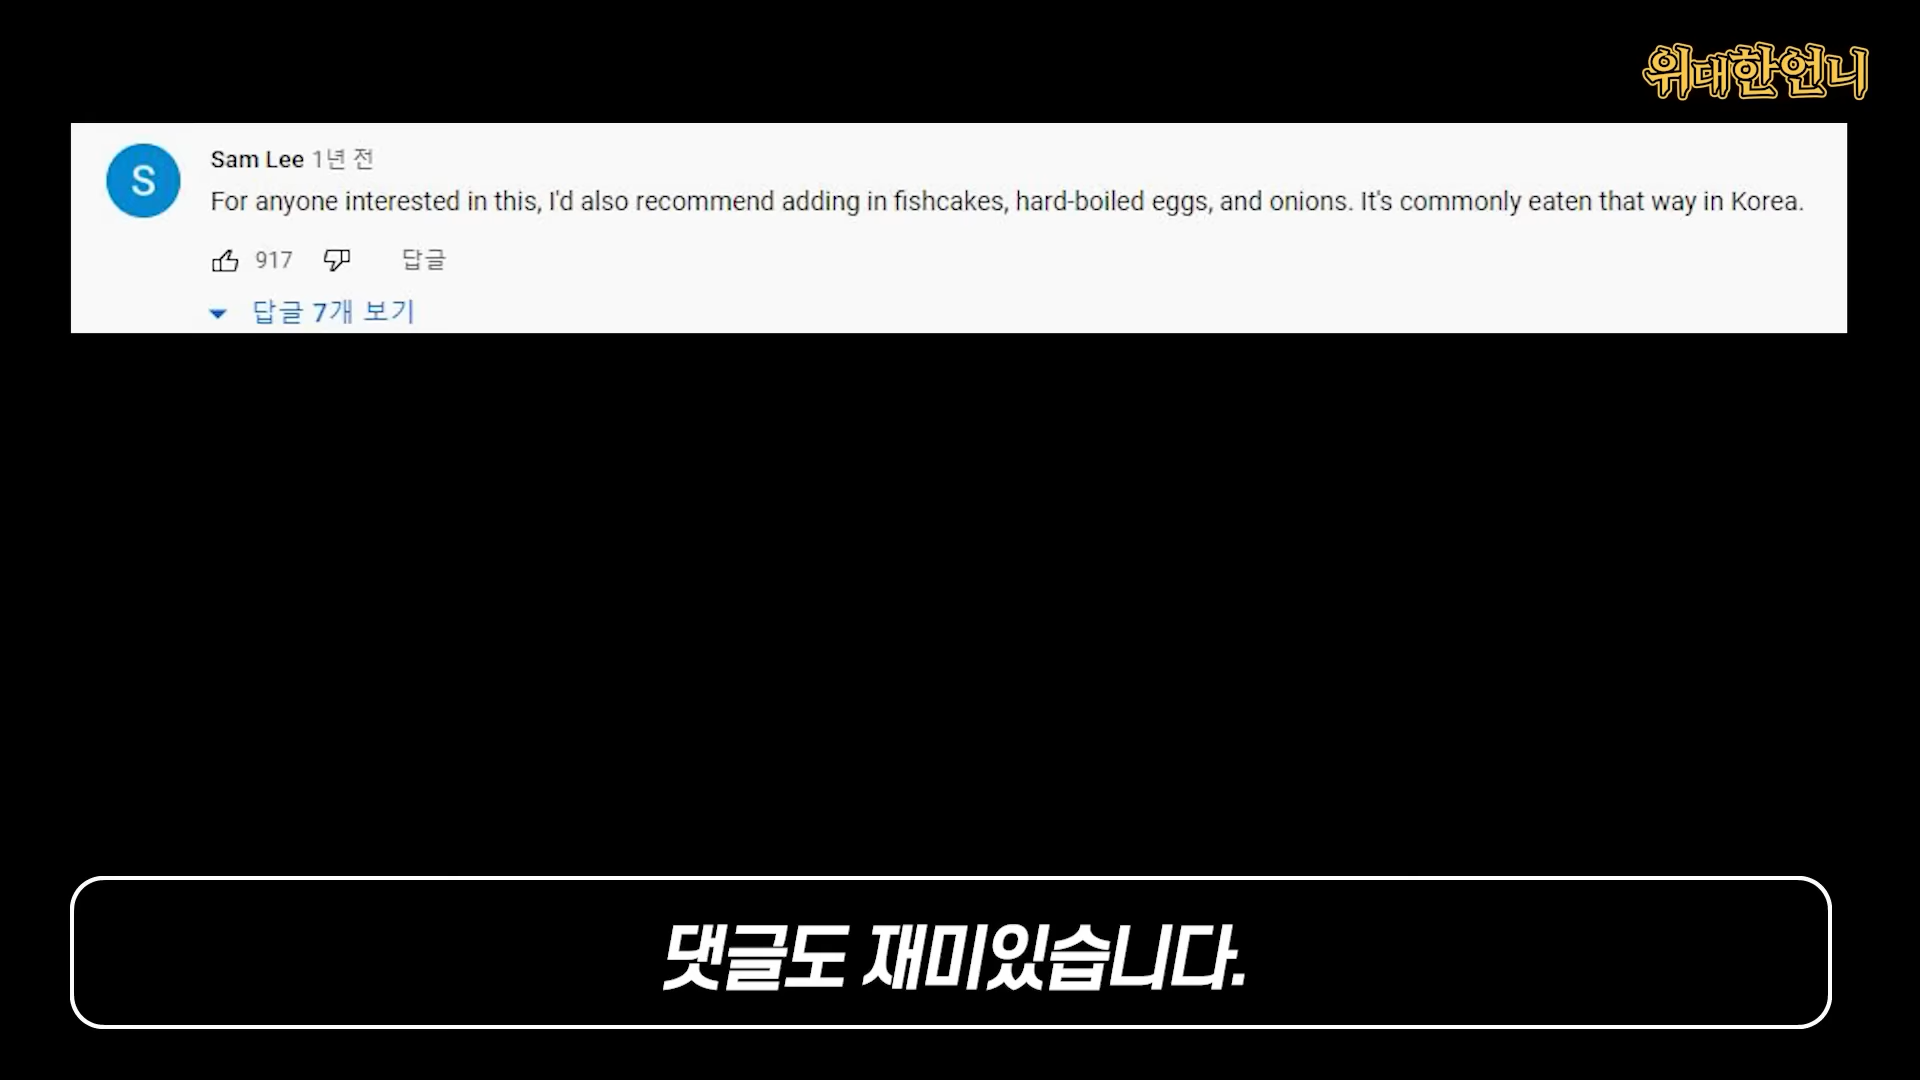 위대한언니
Sam Lee 1년 전
For anyone interested in this, I'd also recommend adding in fishcakes, hard-boiled eggs, and onions. It's commonly eaten that way in Korea.
917 답글
답글 7개 보기
S
댓글도 재미있습니다.